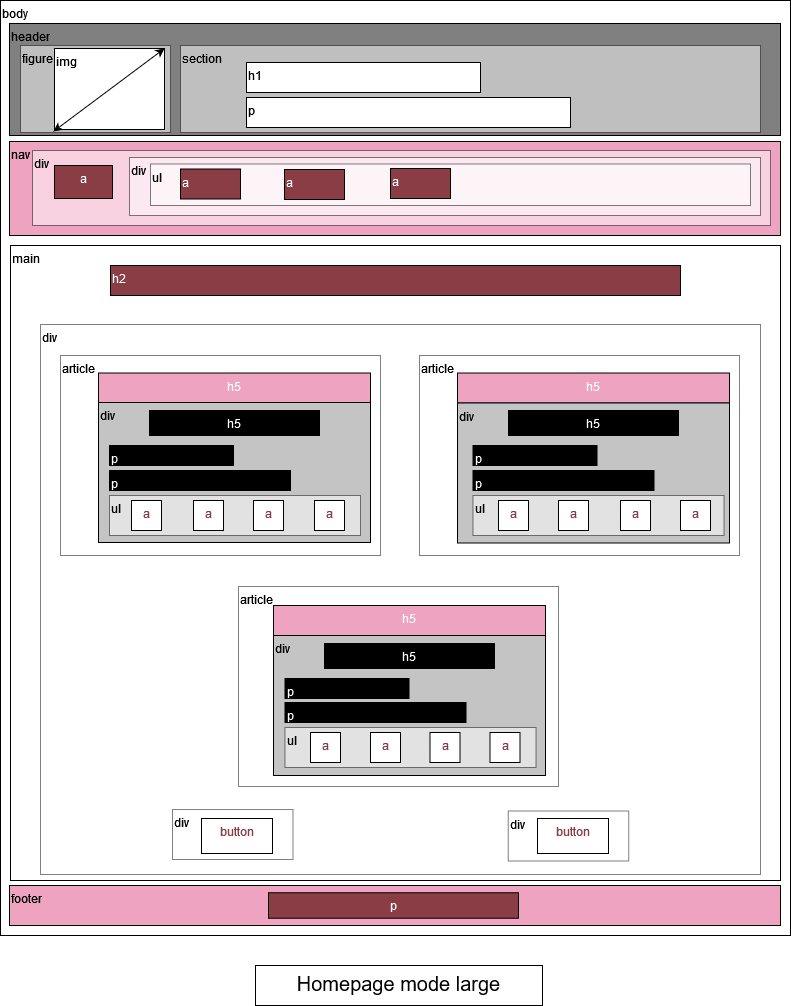 body
header
figure
img
section
h1
p
nav
div
a
div
ul
a
a
a
main
h2
div
article
h5
div
h5
p
p
ul
a
a
a
a
article
h5
div
h5
p
p
ul
a
a
a
a
article
h5
div
h5
p
p
ul
a
a
a
a
div
button
div
button
footer
p
Homepage mode large